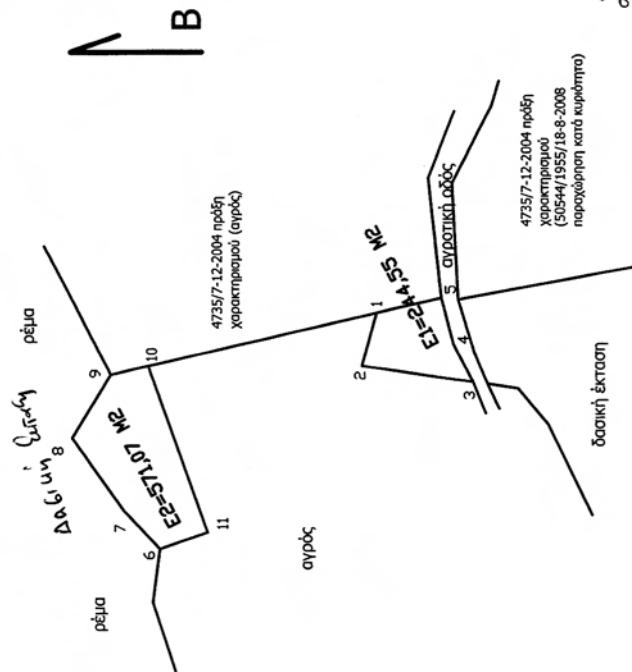 Β
ρέμα
Δασική έκταση
9
8
10
4735/7-12-2004 πράξη
χαρακτηρισμού (αγρός)
Ε2=571,07 Μ2
7
6
11
ρέμα
αγρός
1
2
Ε1=244,55 Μ2
αγροτική οδός
5
4
3
4735/7-12-2004 πράξη
χαρακτηρισμού
(50544/1955/18-8-2008
παραχώρηση κατά κυριότητα)
δασική έκταση